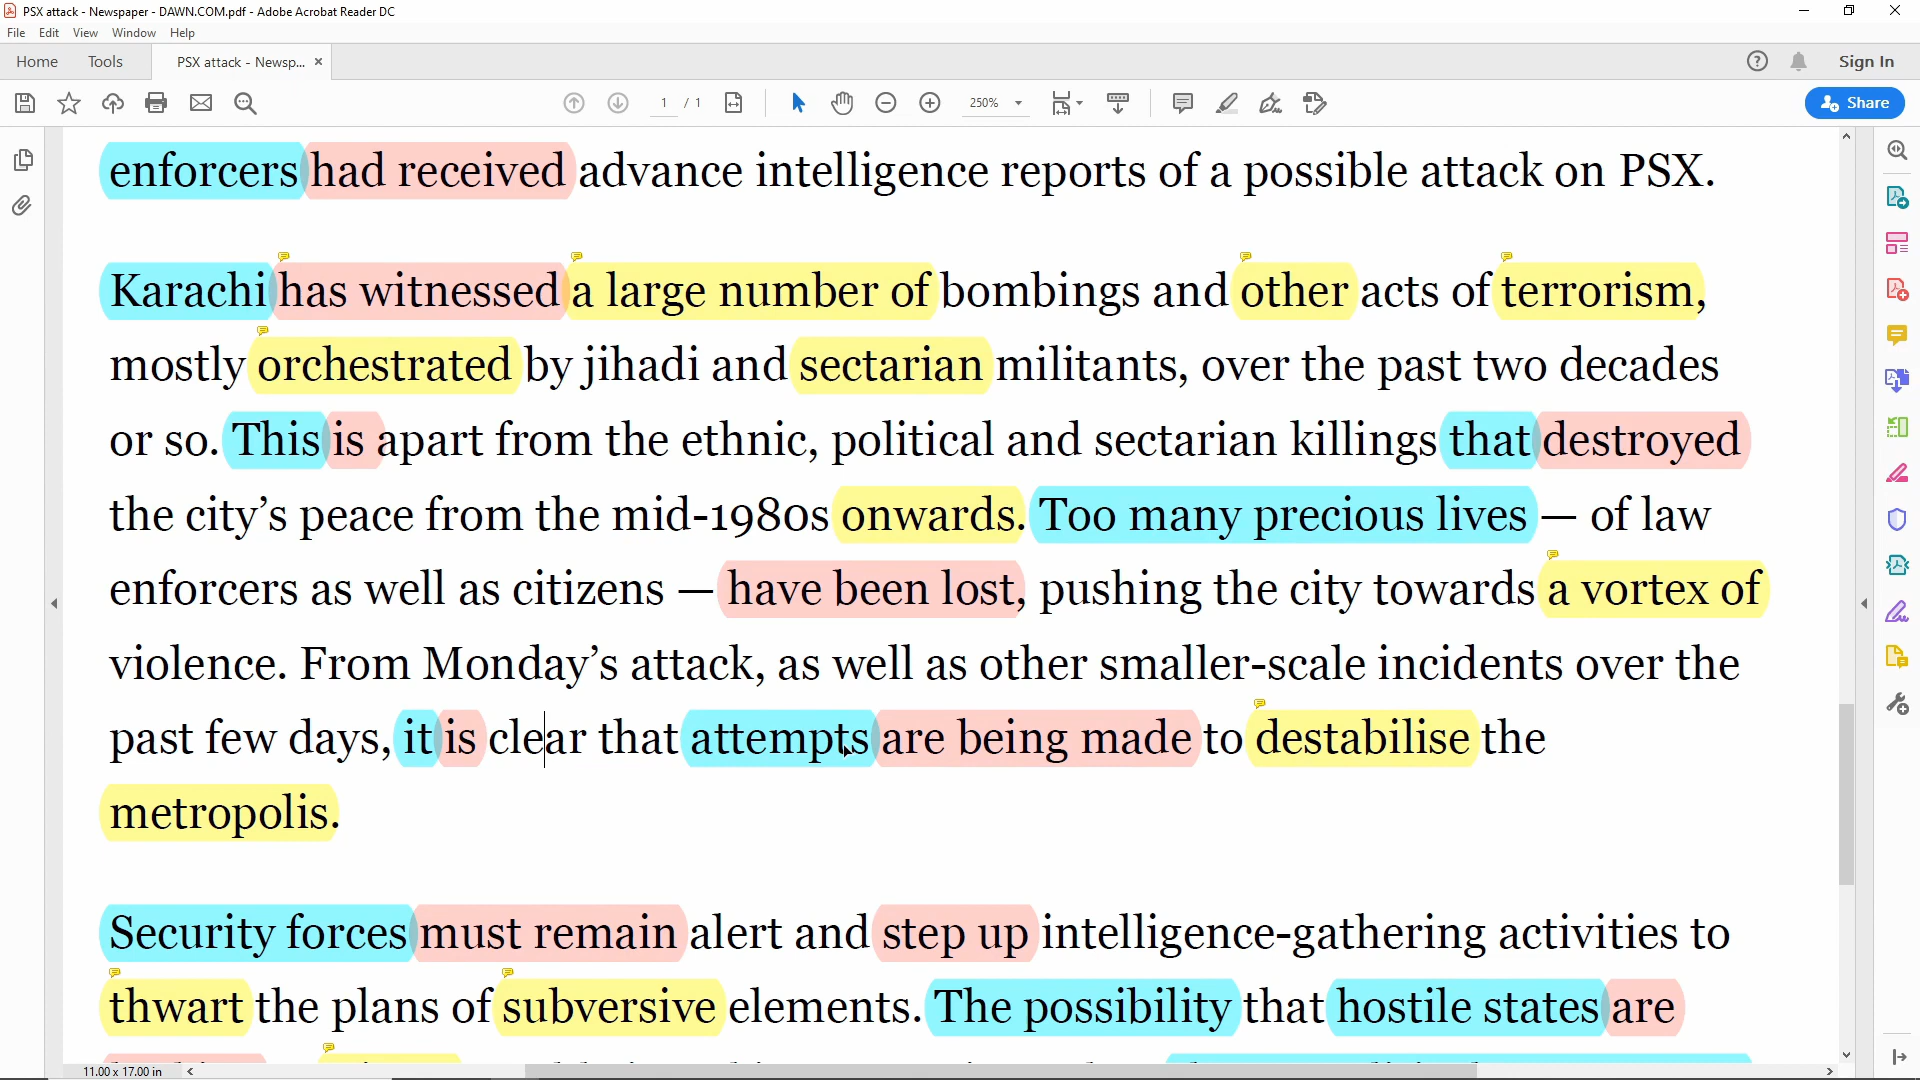 PSX attack - Newspaper - DAWN.COM.pdf - Adobe Acrobat Reader DC
File Edit View Window Help
Home Tools PSX attack - Newsp... × Sign In
1 / 1 250% Share
enforcers had received advance intelligence reports of a possible attack on PSX.
Karachi has witnessed a large number of bombings and other acts of terrorism,
mostly orchestrated by jihadi and sectarian militants, over the past two decades
or so. This is apart from the ethnic, political and sectarian killings that destroyed
the city’s peace from the mid-1980s onwards. Too many precious lives — of law
enforcers as well as citizens — have been lost, pushing the city towards a vortex of
violence. From Monday’s attack, as well as other smaller-scale incidents over the
past few days, it is clear that attempts are being made to destabilise the
metropolis.
Security forces must remain alert and step up intelligence-gathering activities to
thwart the plans of subversive elements. The possibility that hostile states are
11.00 x 17.00 in